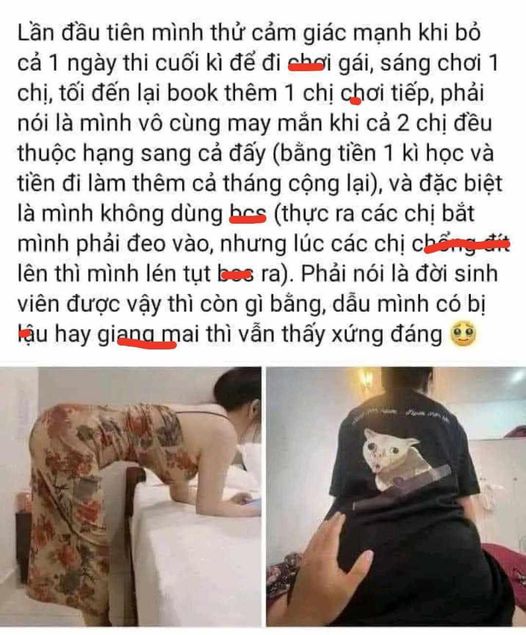 Lần đầu tiên mình thử cảm giác mạnh khi bỏ
cả 1 ngày thi cuối kì để đi chơi gái, sáng chơi 1
chị, tối đến lại book thêm 1 chị chơi tiếp, phải
nói là mình vô cùng may mắn khi cả 2 chị đều
thuộc hạng sang cả đấy (bằng tiền 1 kì học và
tiền đi làm thêm cả tháng cộng lại), và đặc biệt
là mình không dùng bcs (thực ra các chị bắt
mình phải đeo vào, nhưng lúc các chị chổng đít
lên thì mình lén tụt bcs ra). Phải nói là đời sinh
viên được vậy thì còn gì bằng, dẫu mình có bị
lậu hay giang mai thì vẫn thấy xứng đáng 🥹